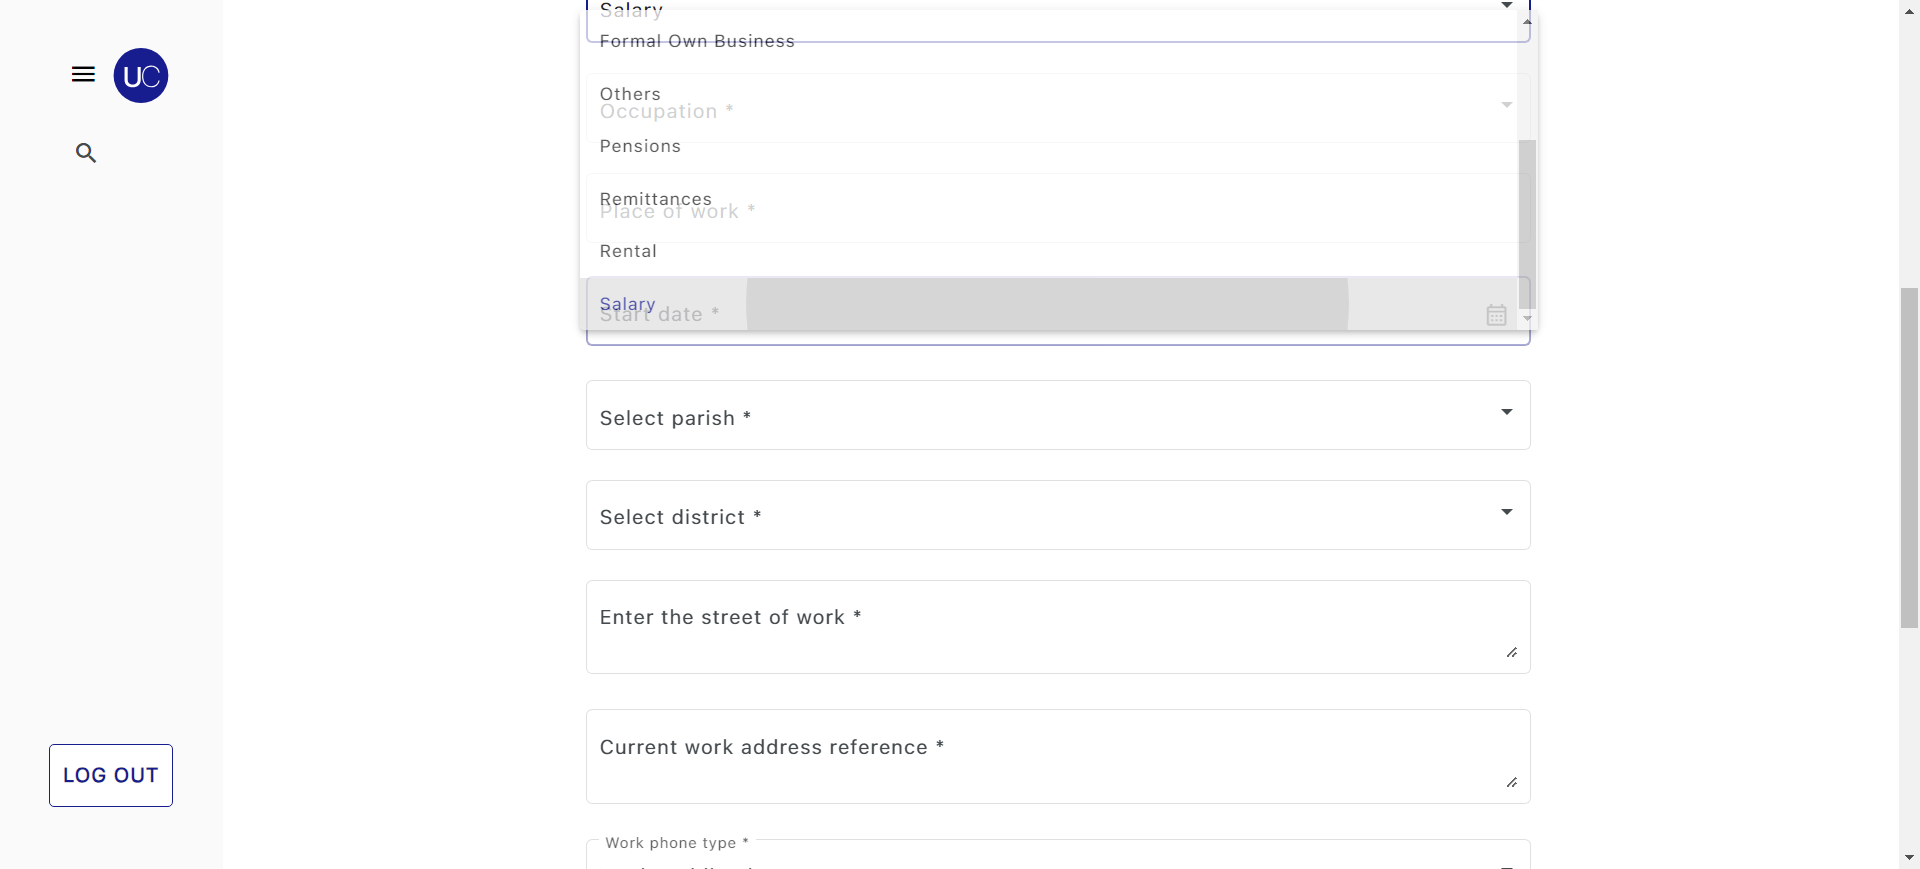 Salary
Formal Own Business
UC
Others
Occupation *
Pensions
Remittances
Place of work *
Rental
Salary
Start date *
Select parish *
Select district *
Enter the street of work *
Current work address reference *
LOG OUT
Work phone type *